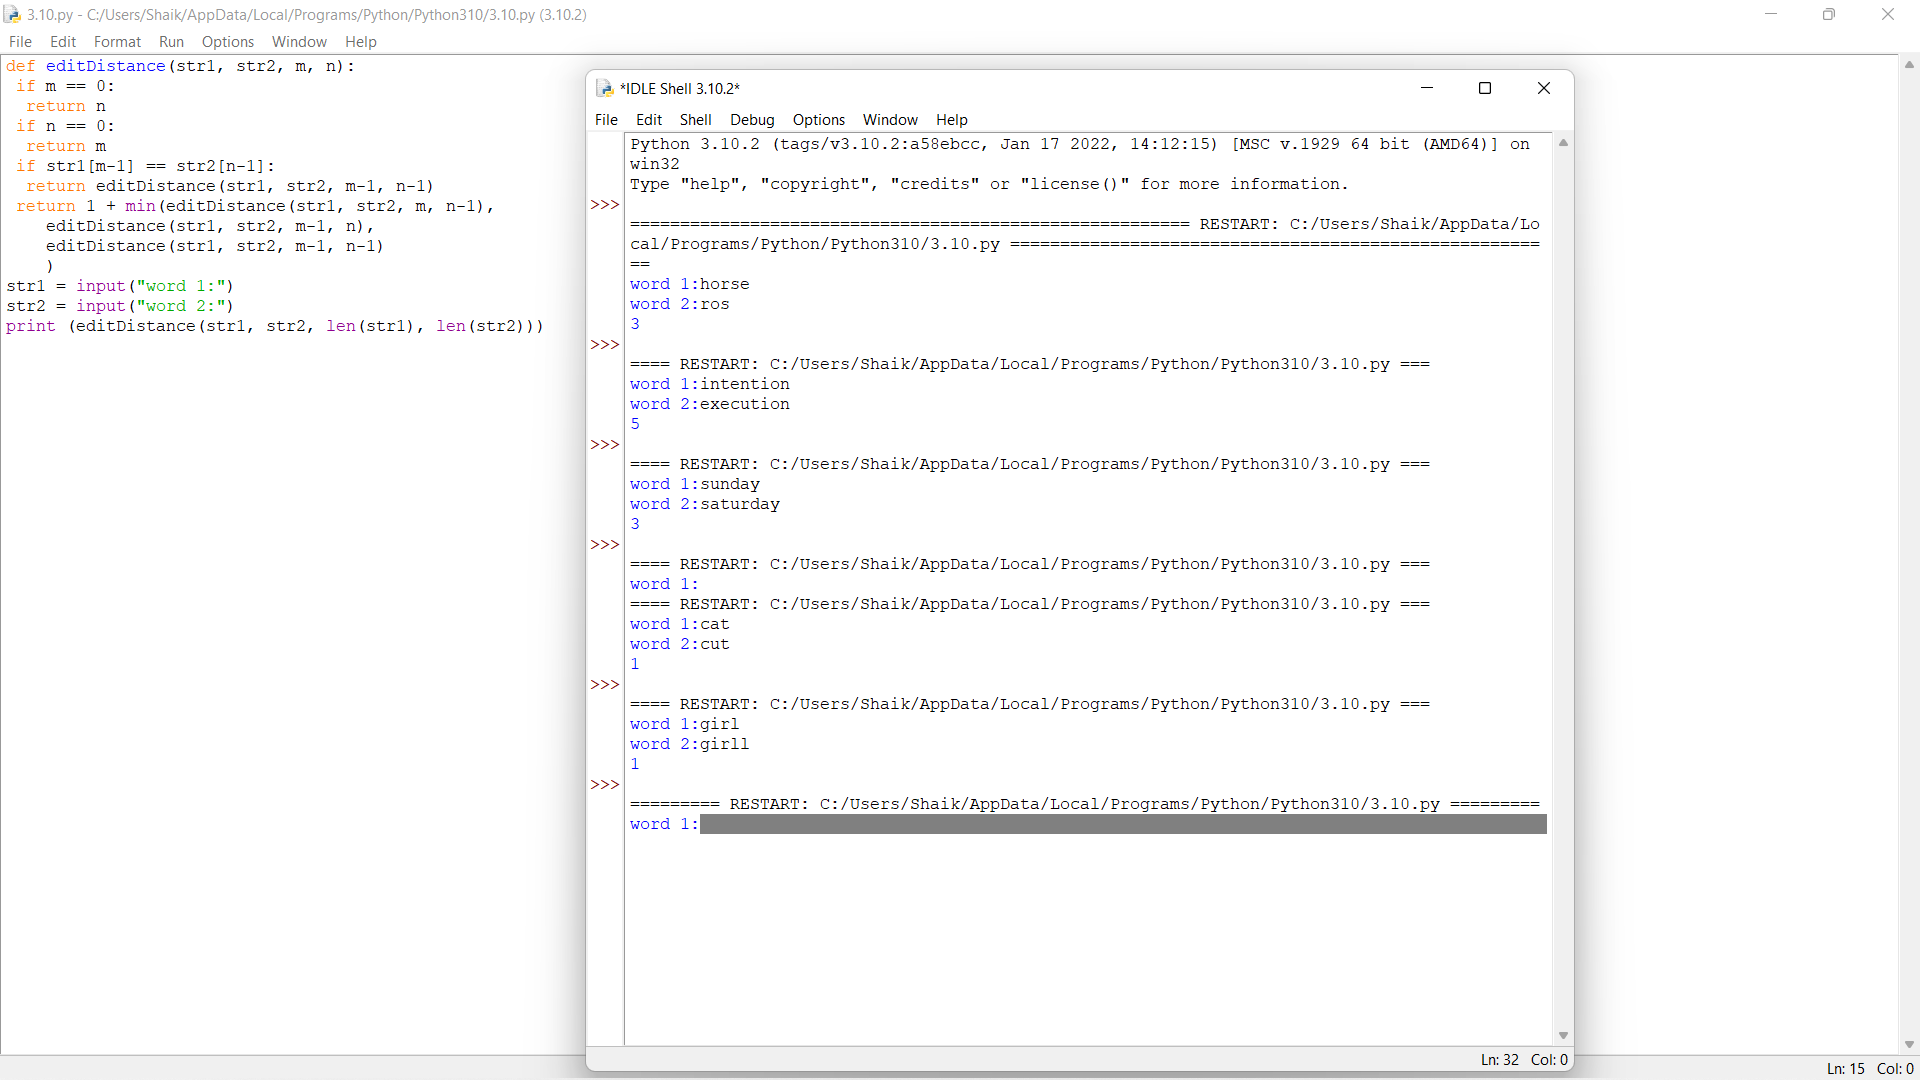 3.10.py - C:/Users/Shaik/AppData/Local/Programs/Python/Python310/3.10.py (3.10.2)
File Edit Format Run Options Window Help
def editDistance(str1, str2, m, n):
 if m == 0:
  return n
 if n == 0:
  return m
 if str1[m-1] == str2[n-1]:
  return editDistance(str1, str2, m-1, n-1)
 return 1 + min(editDistance(str1, str2, m, n-1),
    editDistance(str1, str2, m-1, n),
    editDistance(str1, str2, m-1, n-1)
    )
str1 = input("word 1:")
str2 = input("word 2:")
print (editDistance(str1, str2, len(str1), len(str2)))
*IDLE Shell 3.10.2*
File Edit Shell Debug Options Window Help
Python 3.10.2 (tags/v3.10.2:a58ebcc, Jan 17 2022, 14:12:15) [MSC v.1929 64 bit (AMD64)] on
win32
Type "help", "copyright", "credits" or "license()" for more information.
>>>
======================================================== RESTART: C:/Users/Shaik/AppData/Lo
cal/Programs/Python/Python310/3.10.py =====================================================
==
word 1:horse
word 2:ros
3
>>>
==== RESTART: C:/Users/Shaik/AppData/Local/Programs/Python/Python310/3.10.py ===
word 1:intention
word 2:execution
5
>>>
==== RESTART: C:/Users/Shaik/AppData/Local/Programs/Python/Python310/3.10.py ===
word 1:sunday
word 2:saturday
3
>>>
==== RESTART: C:/Users/Shaik/AppData/Local/Programs/Python/Python310/3.10.py ===
word 1:
==== RESTART: C:/Users/Shaik/AppData/Local/Programs/Python/Python310/3.10.py ===
word 1:cat
word 2:cut
1
>>>
==== RESTART: C:/Users/Shaik/AppData/Local/Programs/Python/Python310/3.10.py ===
word 1:girl
word 2:girll
1
>>>
========= RESTART: C:/Users/Shaik/AppData/Local/Programs/Python/Python310/3.10.py =========
word 1:
Ln: 32 Col: 0
Ln: 15 Col: 0